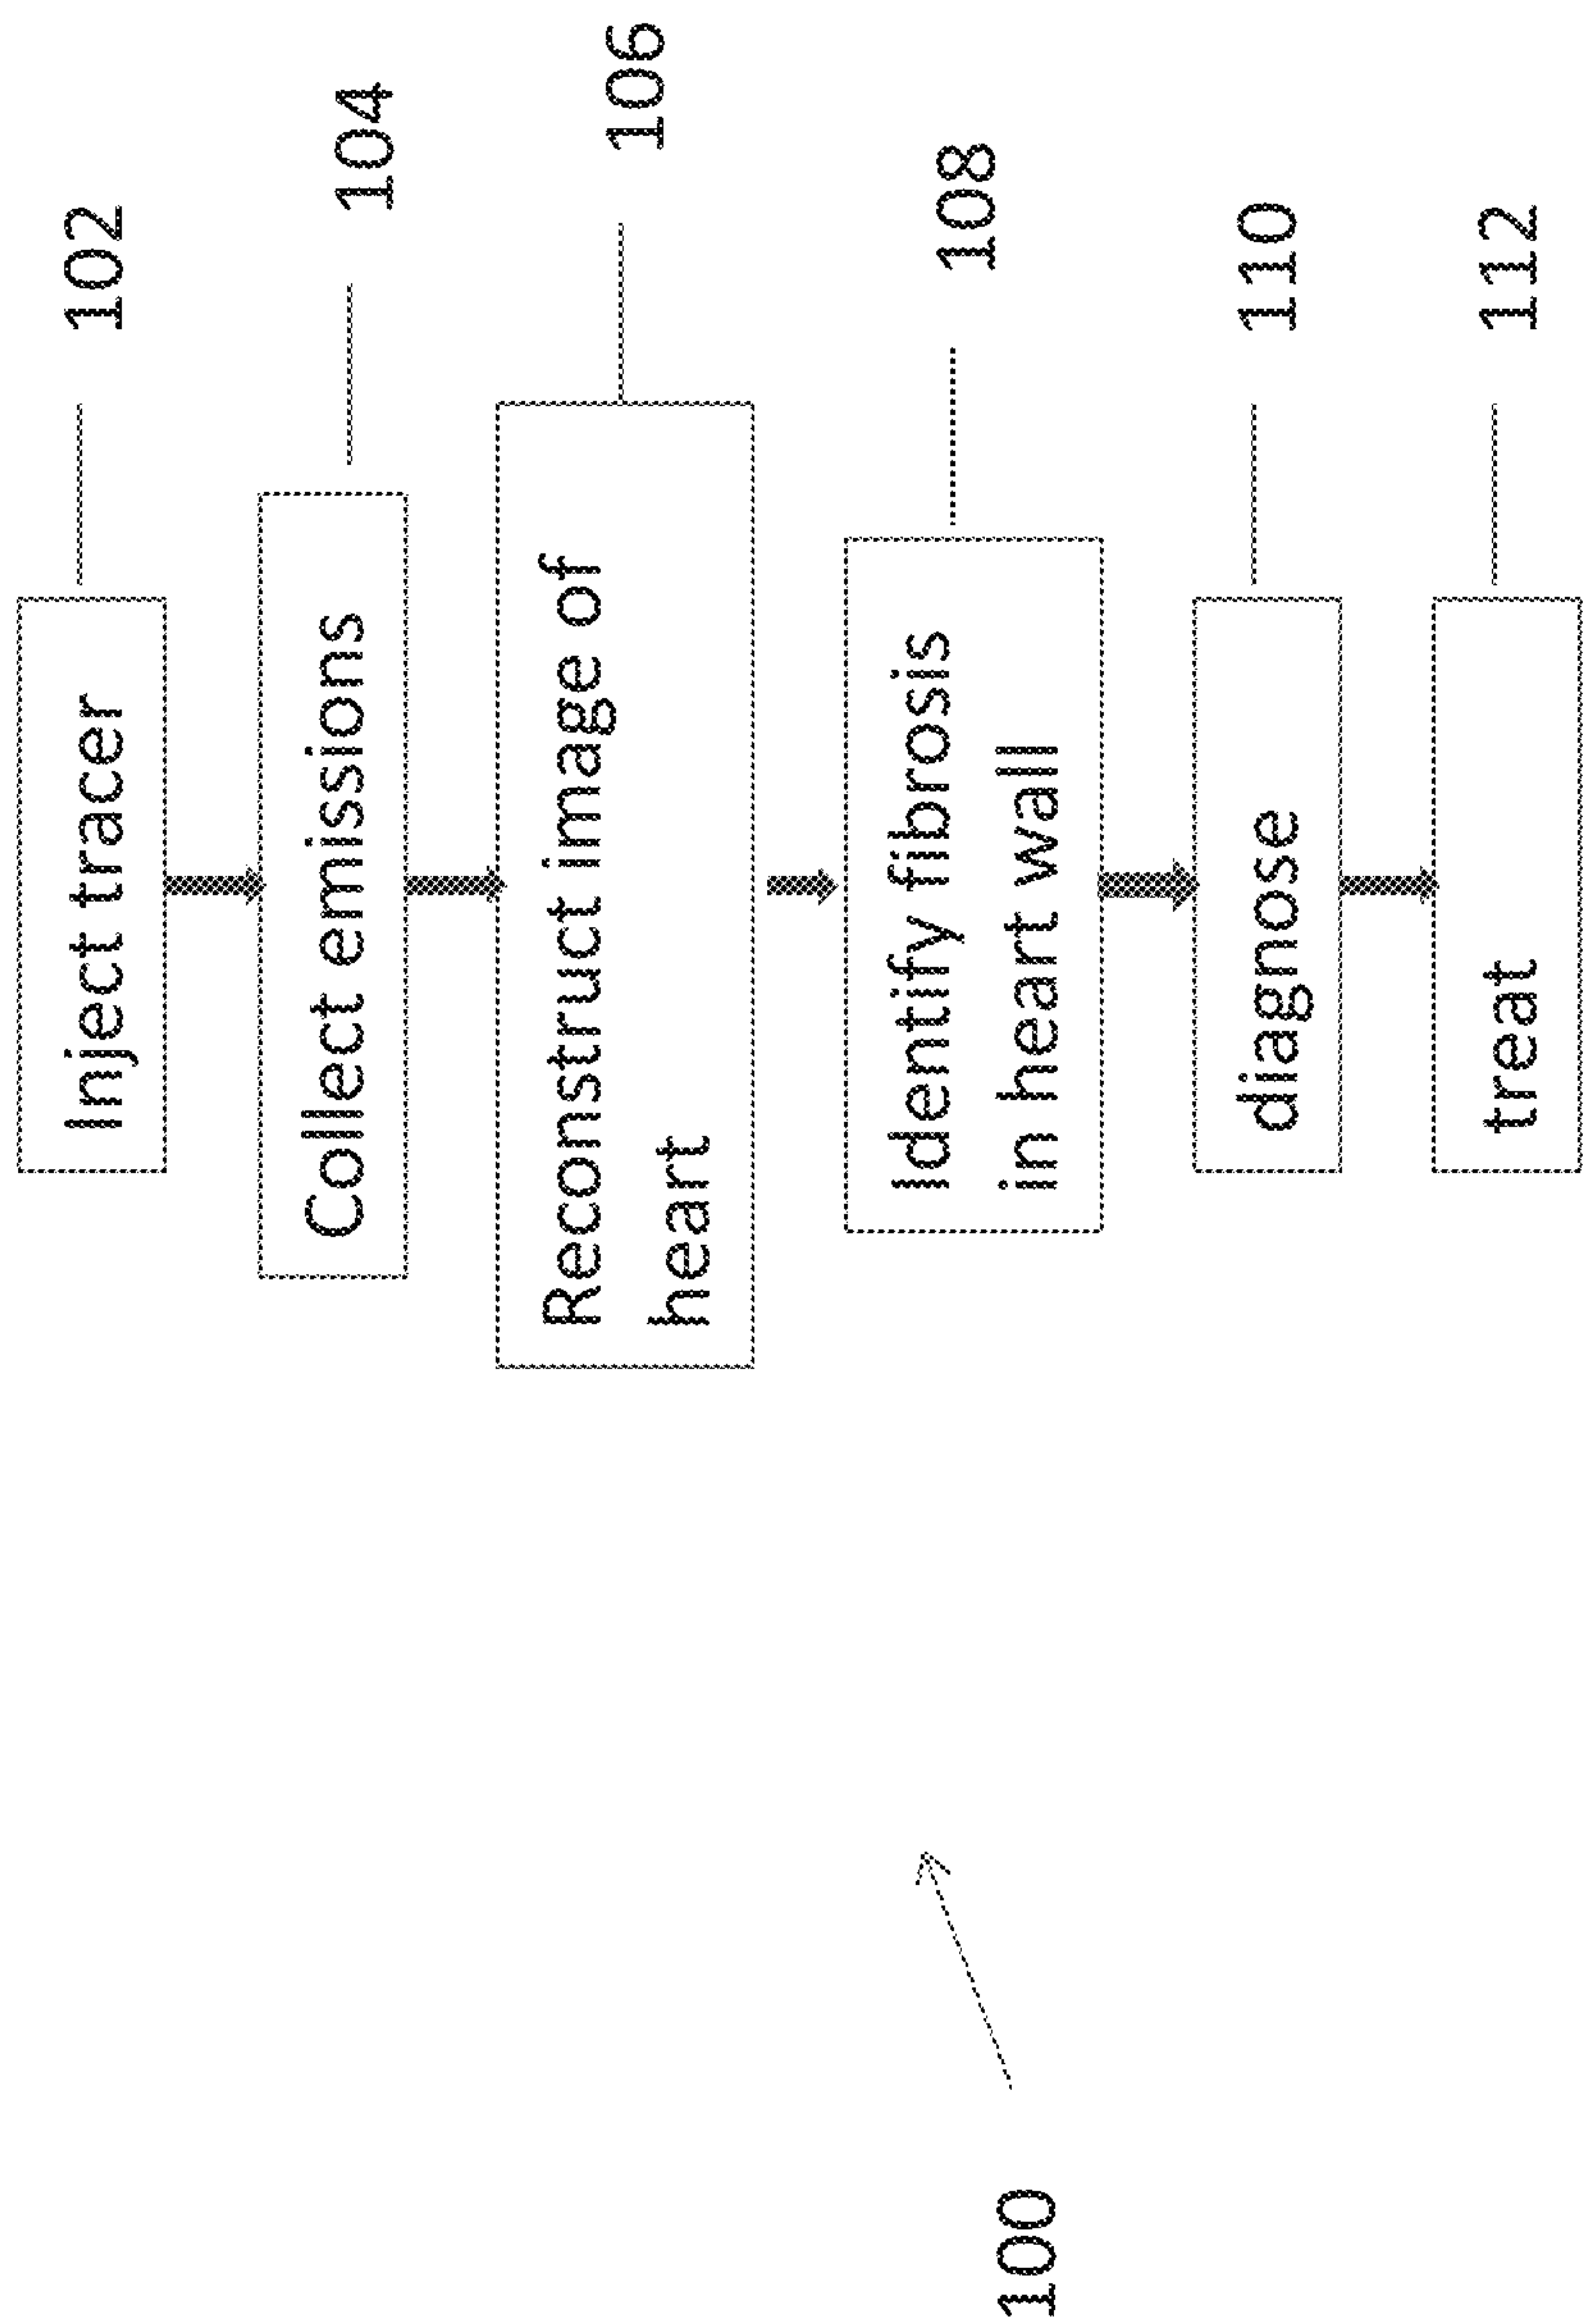 Inject tracer
102
Collect emissions
104
Reconstruct image of
heart
106
Identify fibrosis
in heart wall
108
diagnose
110
treat
112
100